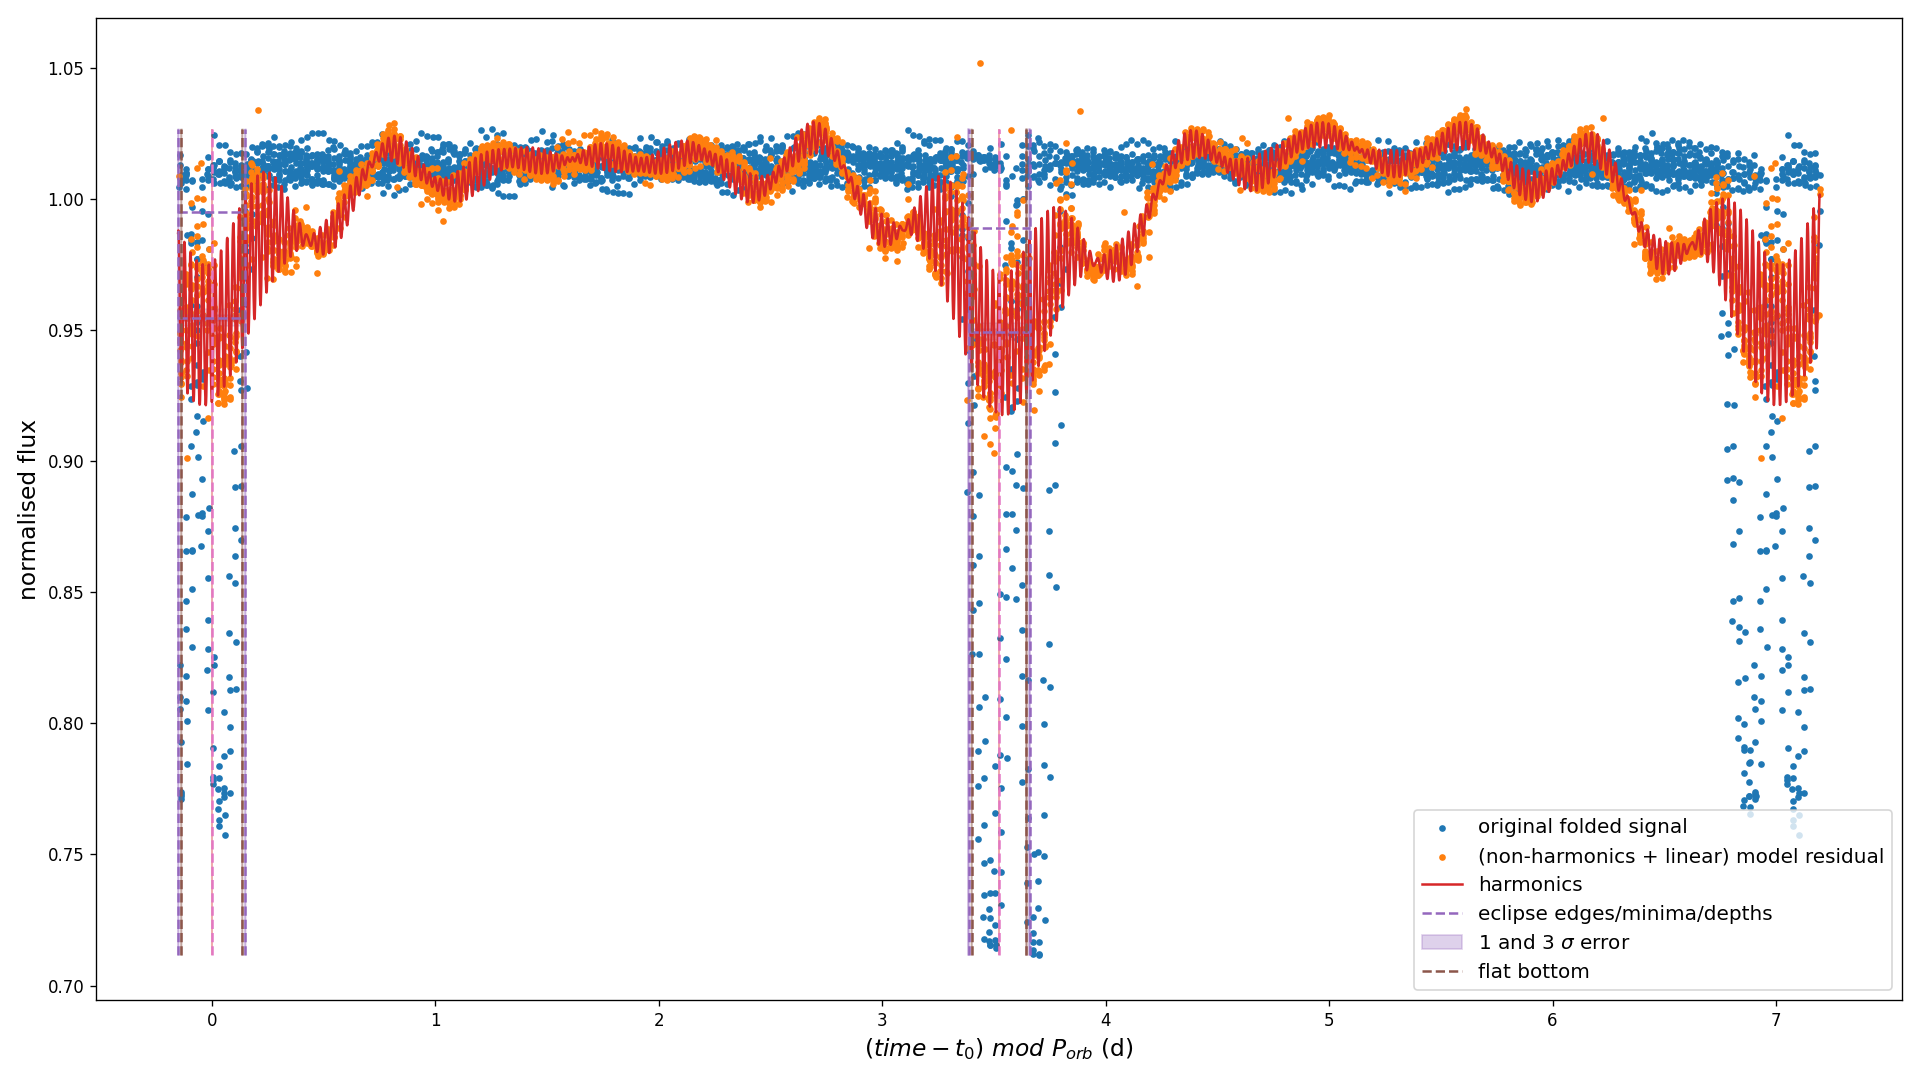 normalised flux
1.05
1.00
0.95
0.90
0.85
0.80
0.75
0.70
original folded signal
(non-harmonics + linear) model residual
harmonics
eclipse edges/minima/depths
1 and 3 σ error
flat bottom
0 1 2 3 4 5 6 7
(time − t₀) mod Pₒᵣb (d)